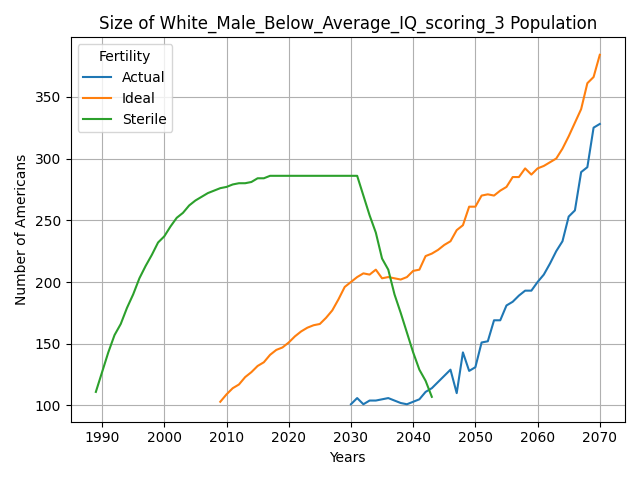 Size of White_Male_Below_Average_IQ_scoring_3 Population
Fertility
Actual
Ideal
Sterile
Number of Americans
350
300
250
200
150
100
1990 2000 2010 2020 2030 2040 2050 2060 2070
Years